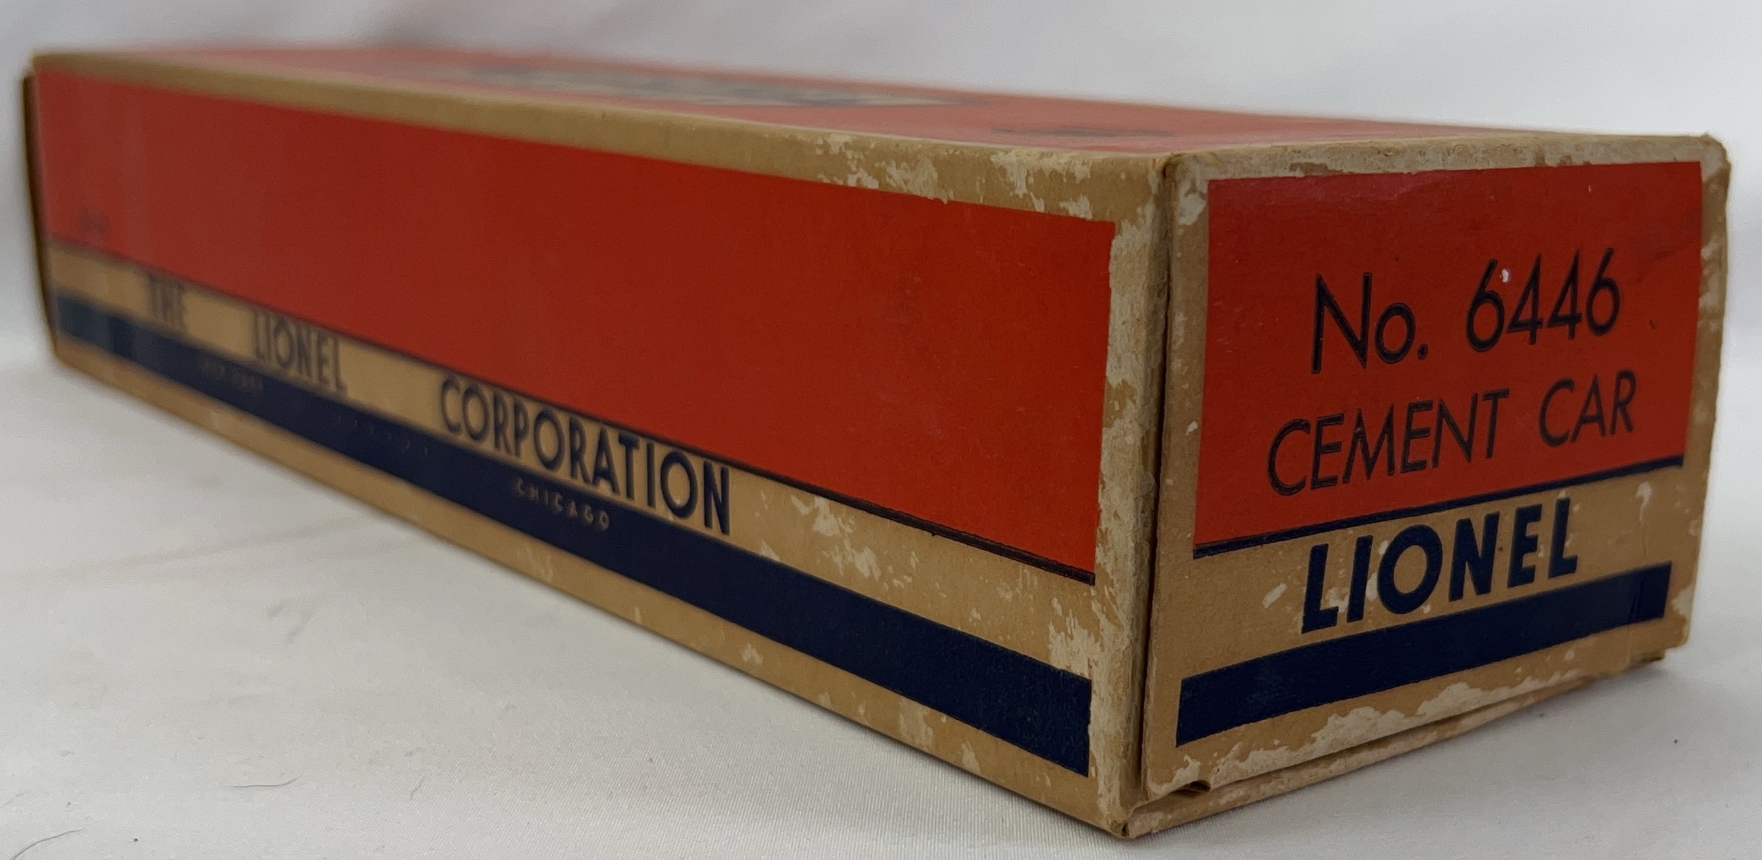 THE LIONEL CORPORATION
CHICAGO
No. 6446
CEMENT CAR
LIONEL